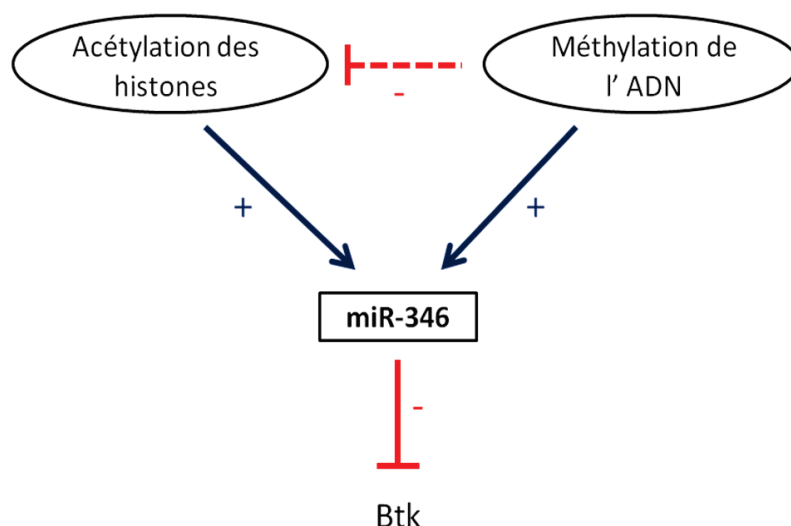 Acétylation des
histones
Méthylation de
l' ADN
-
+
+
miR-346
-
Btk